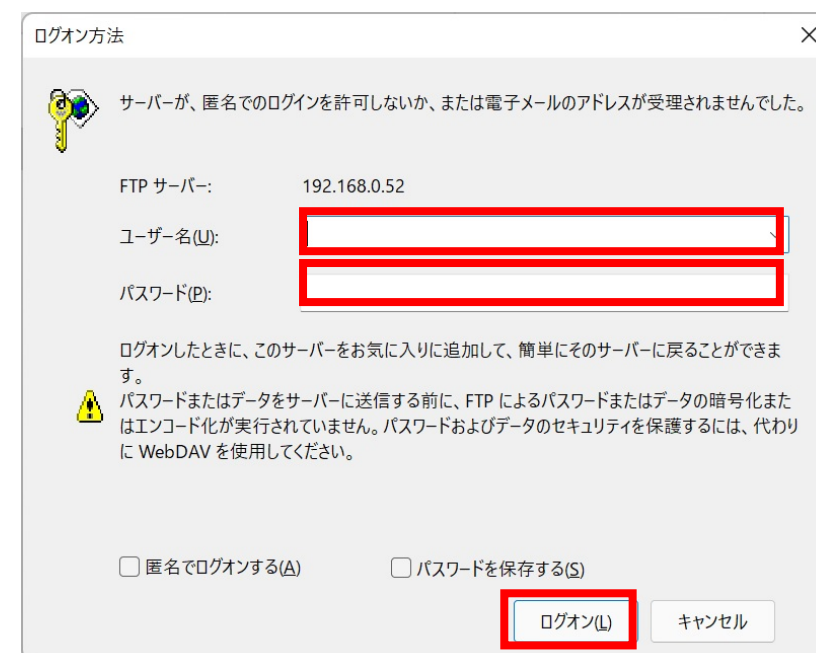 ログオン方法
サーバーが、匿名でのログインを許可しないか、または電子メールのアドレスが受理されませんでした。
FTP サーバー: 192.168.0.52
ユーザー名(U):
パスワード(P):
ログオンしたときに、このサーバーをお気に入りに追加して、簡単にそのサーバーに戻ることができま
す。
パスワードまたはデータをサーバーに送信する前に、FTP によるパスワードまたはデータの暗号化また
はエンコード化が実行されていません。パスワードおよびデータのセキュリティを保護するには、代わり
に WebDAV を使用してください。
匿名でログオンする(A) パスワードを保存する(S)
ログオン(L) キャンセル